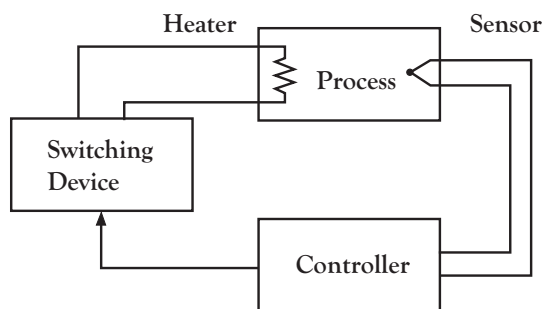 Heater
Sensor
Process
Switching
Device
Controller